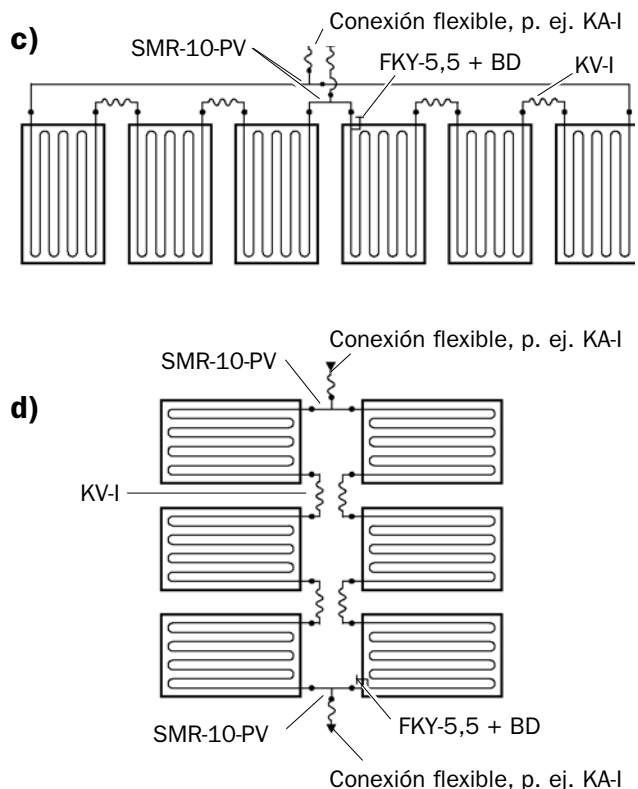 c)
Conexión flexible, p. ej. KA-I
SMR-10-PV
FKY-5,5 + BD
KV-I
d)
Conexión flexible, p. ej. KA-I
SMR-10-PV
KV-I
SMR-10-PV
FKY-5,5 + BD
Conexión flexible, p. ej. KA-I